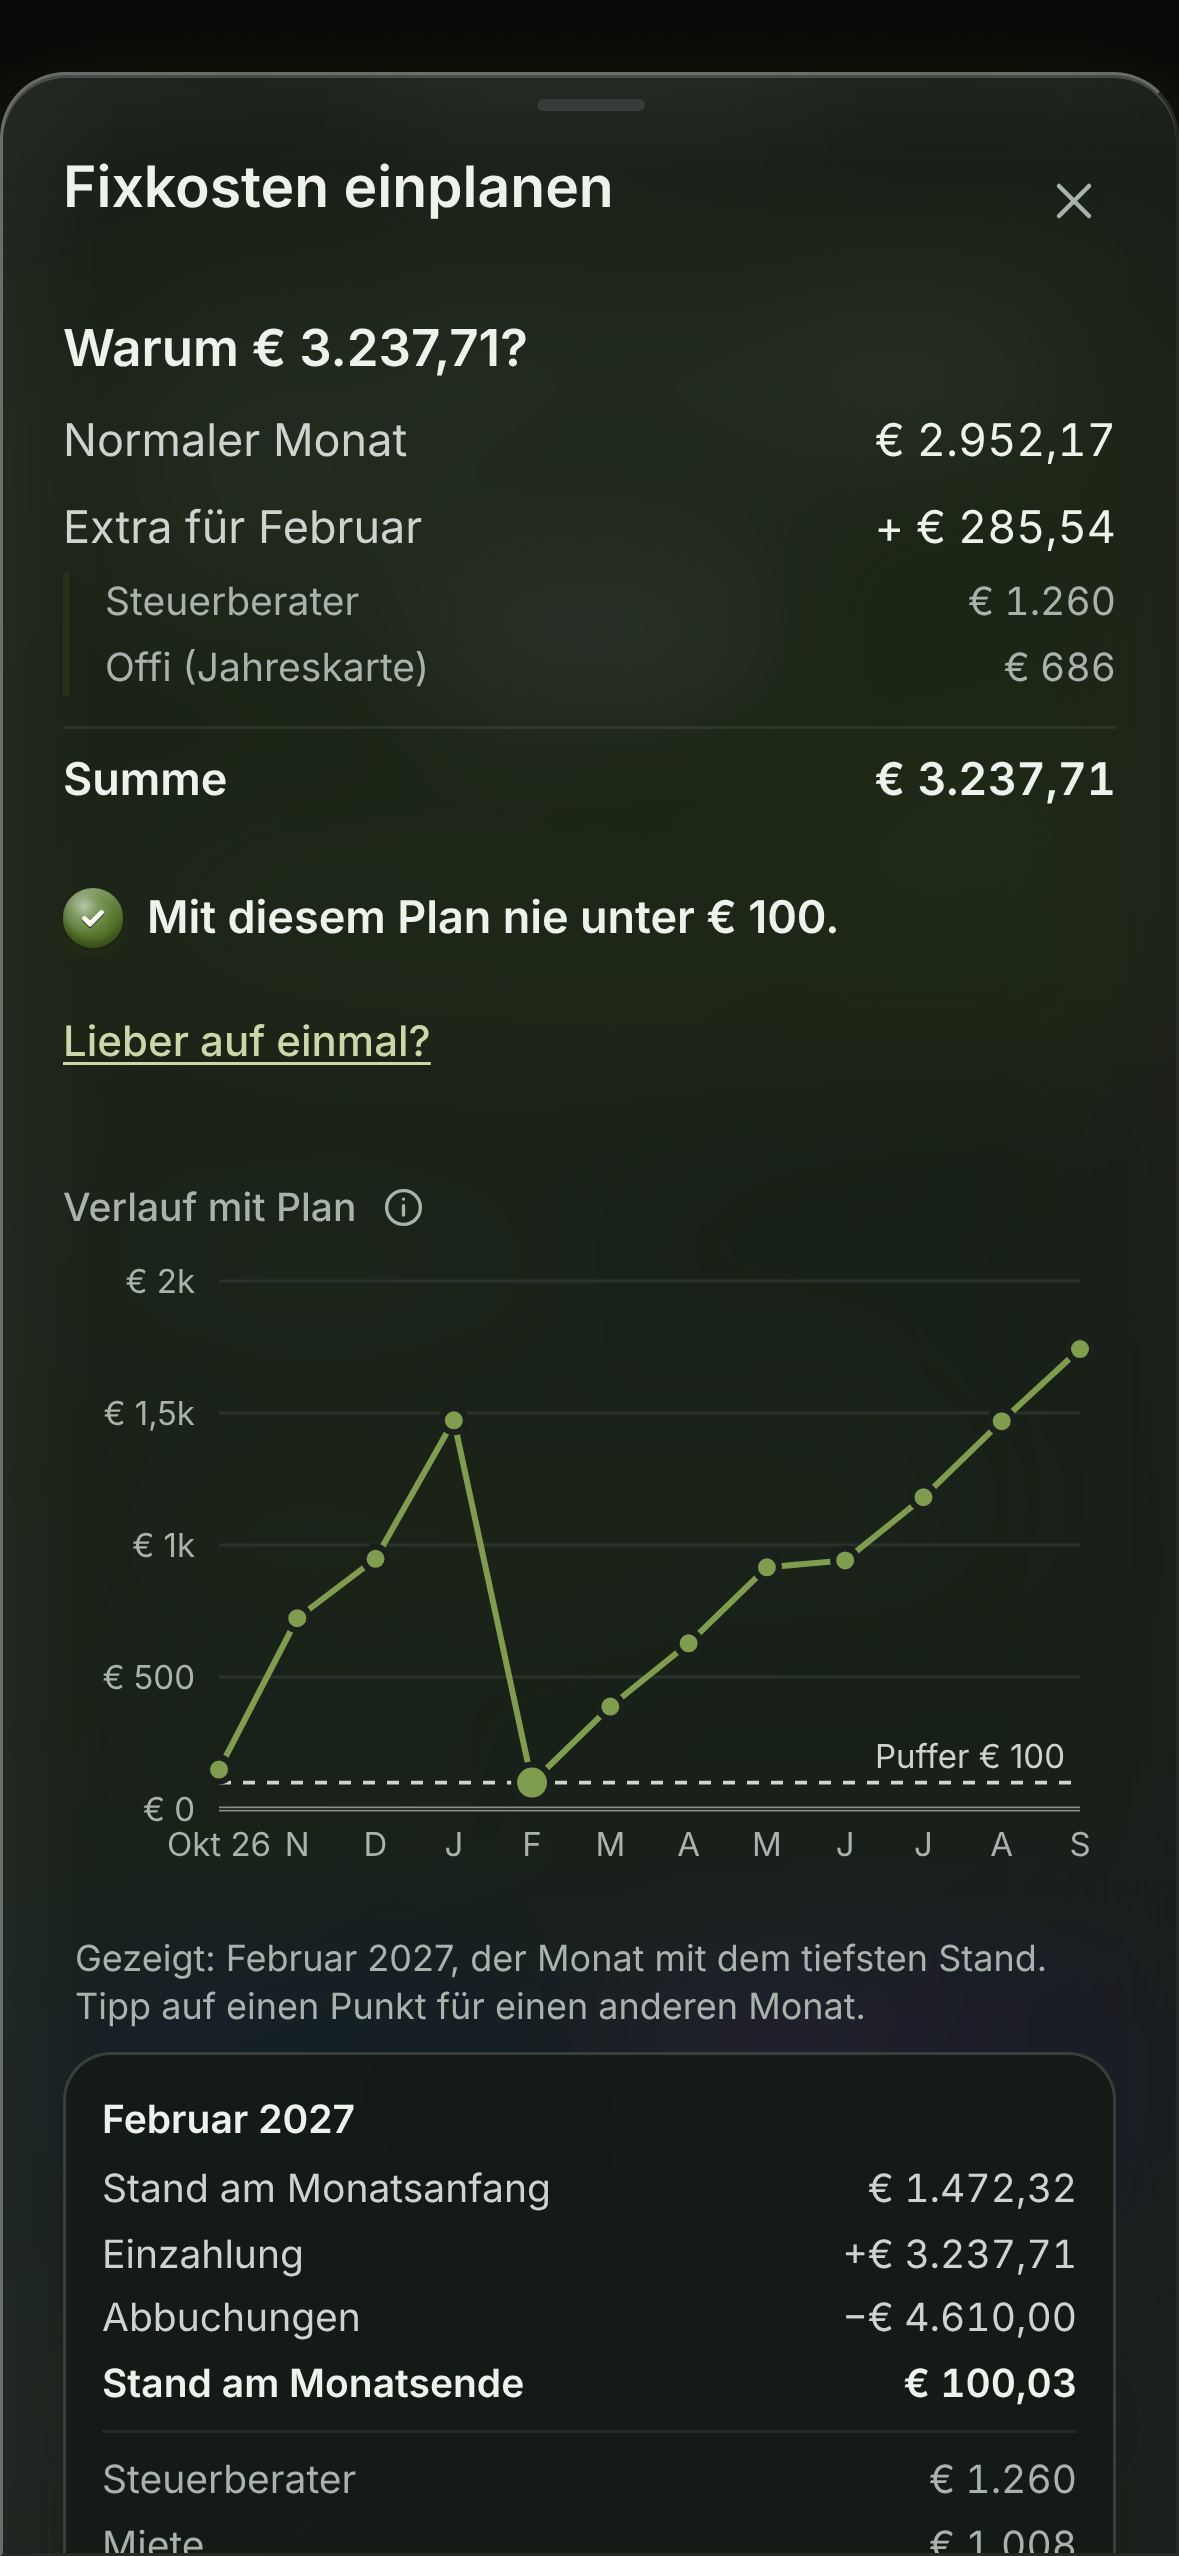 Fixkosten einplanen
Warum € 3.237,71?
Normaler Monat € 2.952,17
Extra für Februar + € 285,54
Steuerberater € 1.260
Offi (Jahreskarte) € 686
Summe € 3.237,71
Mit diesem Plan nie unter € 100.
Lieber auf einmal?
Verlauf mit Plan
€ 2k
€ 1,5k
€ 1k
€ 500
Puffer € 100
€ 0
Okt 26 N D J F M A M J J A S
Gezeigt: Februar 2027, der Monat mit dem tiefsten Stand.
Tipp auf einen Punkt für einen anderen Monat.
Februar 2027
Stand am Monatsanfang € 1.472,32
Einzahlung +€ 3.237,71
Abbuchungen −€ 4.610,00
Stand am Monatsende € 100,03
Steuerberater € 1.260
Miete € 1.008